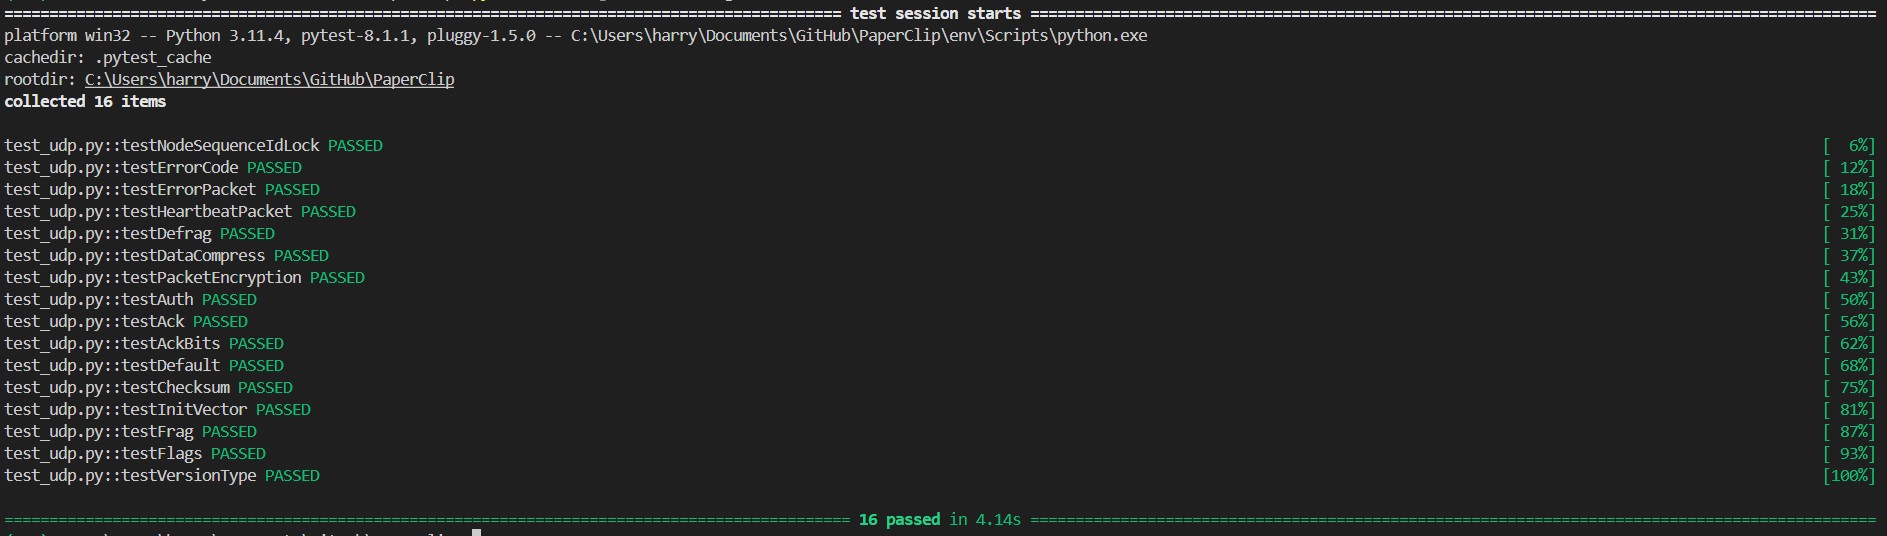 ============================================================================================= test session starts ==============================================================================================
platform win32 -- Python 3.11.4, pytest-8.1.1, pluggy-1.5.0 -- C:\Users\harry\Documents\GitHub\PaperClip\env\Scripts\python.exe
cachedir: .pytest_cache
rootdir: C:\Users\harry\Documents\GitHub\PaperClip
collected 16 items
test_udp.py::testNodeSequenceIdLock PASSED [  6%]
test_udp.py::testErrorCode PASSED [ 12%]
test_udp.py::testErrorPacket PASSED [ 18%]
test_udp.py::testHeartbeatPacket PASSED [ 25%]
test_udp.py::testDefrag PASSED [ 31%]
test_udp.py::testDataCompress PASSED [ 37%]
test_udp.py::testPacketEncryption PASSED [ 43%]
test_udp.py::testAuth PASSED [ 50%]
test_udp.py::testAck PASSED [ 56%]
test_udp.py::testAckBits PASSED [ 62%]
test_udp.py::testDefault PASSED [ 68%]
test_udp.py::testChecksum PASSED [ 75%]
test_udp.py::testInitVector PASSED [ 81%]
test_udp.py::testFrag PASSED [ 87%]
test_udp.py::testFlags PASSED [ 93%]
test_udp.py::testVersionType PASSED [100%]
============================================================================================== 16 passed in 4.14s ==============================================================================================